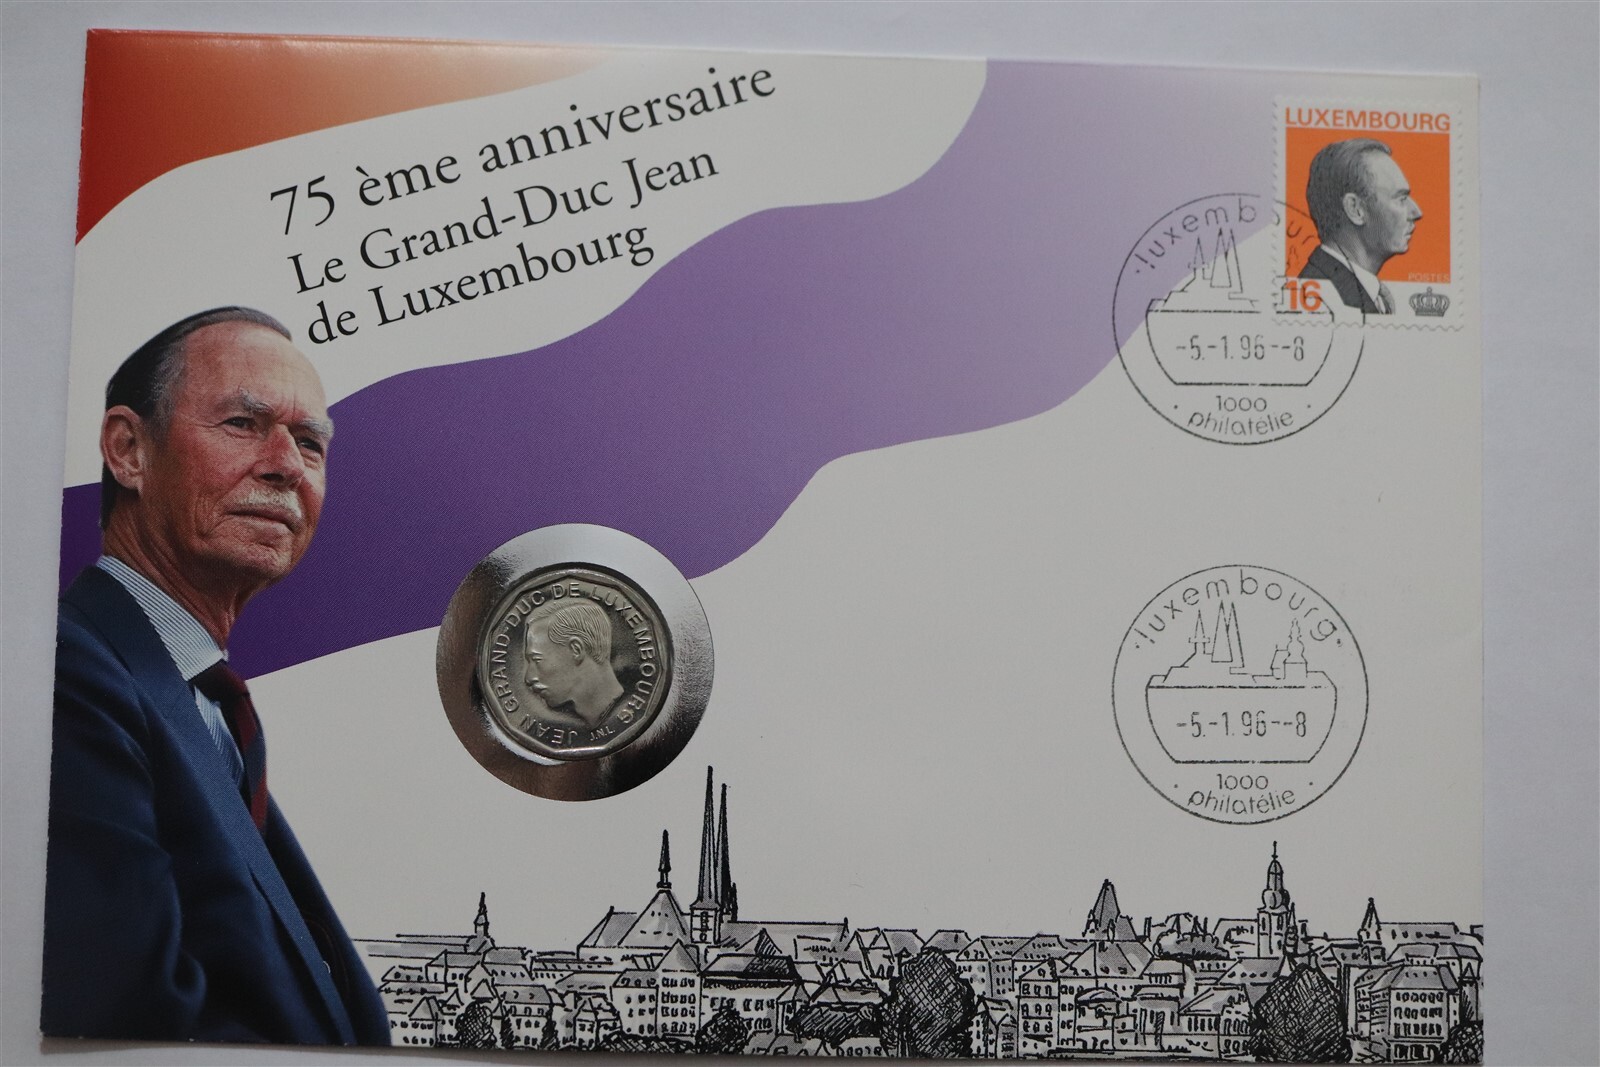 75 ème anniversaire
Le Grand-Duc Jean
de Luxembourg
LUXEMBOURG
POSTES
16
luxembourg
-5.-1.96--8
1000
philatélie
JEAN GRAND-DUC DE LUXEMBOURG
J.N.L.
luxembourg
-5.-1.96--8
1000
philatélie